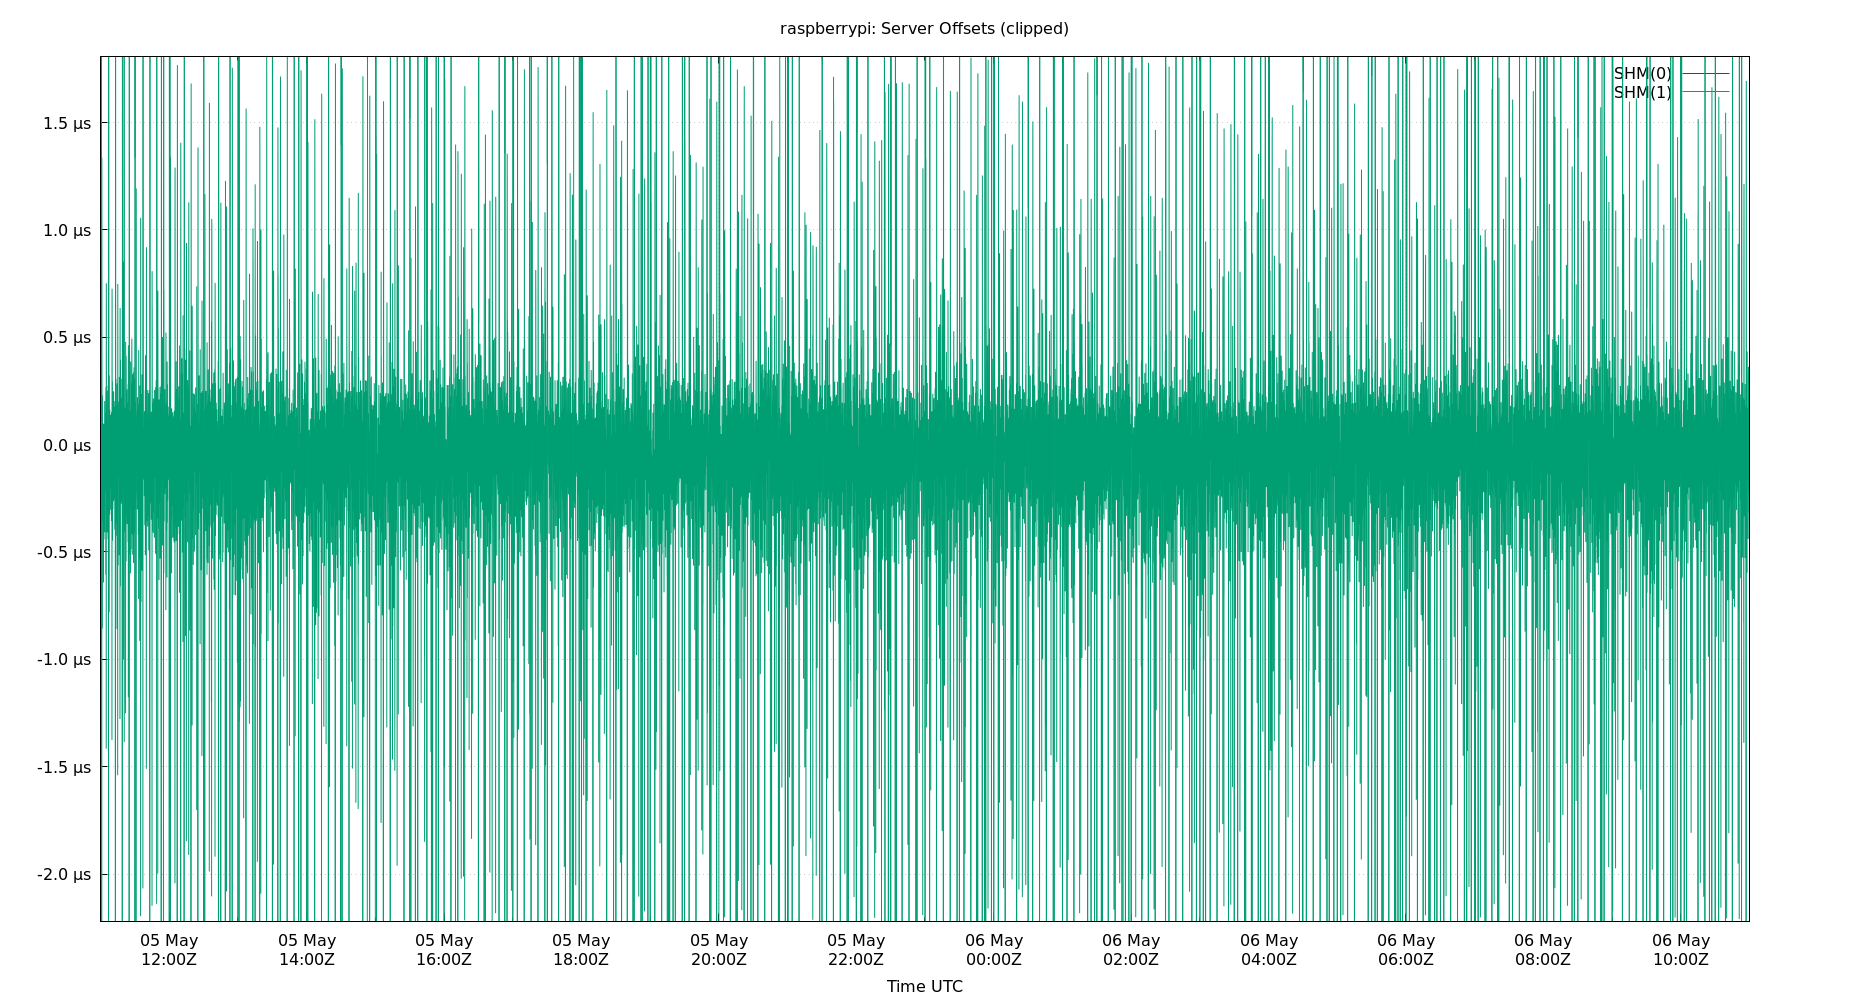 raspberrypi: Server Offsets (clipped)
SHM(0)
SHM(1)
1.5 µs
1.0 µs
0.5 µs
0.0 µs
-0.5 µs
-1.0 µs
-1.5 µs
-2.0 µs
05 May 05 May 05 May 05 May 05 May 05 May 06 May 06 May 06 May 06 May 06 May 06 May
12:00Z 14:00Z 16:00Z 18:00Z 20:00Z 22:00Z 00:00Z 02:00Z 04:00Z 06:00Z 08:00Z 10:00Z
Time UTC